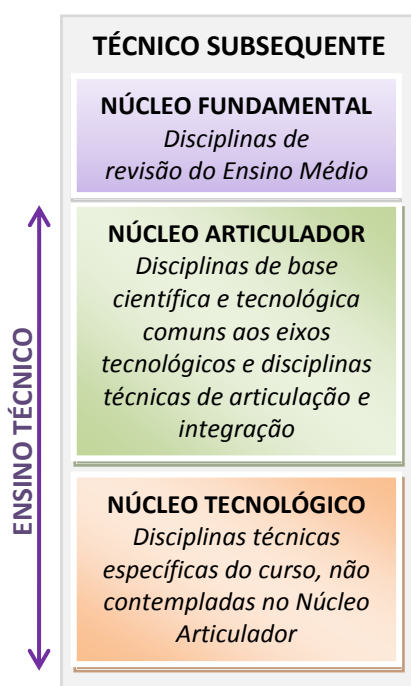 TÉCNICO SUBSEQUENTE
NÚCLEO FUNDAMENTAL
Disciplinas de
revisão do Ensino Médio
ENSINO TÉCNICO
NÚCLEO ARTICULADOR
Disciplinas de base
científica e tecnológica
comuns aos eixos
tecnológicos e disciplinas
técnicas de articulação e
integração
NÚCLEO TECNOLÓGICO
Disciplinas técnicas
específicas do curso, não
contempladas no Núcleo
Articulador